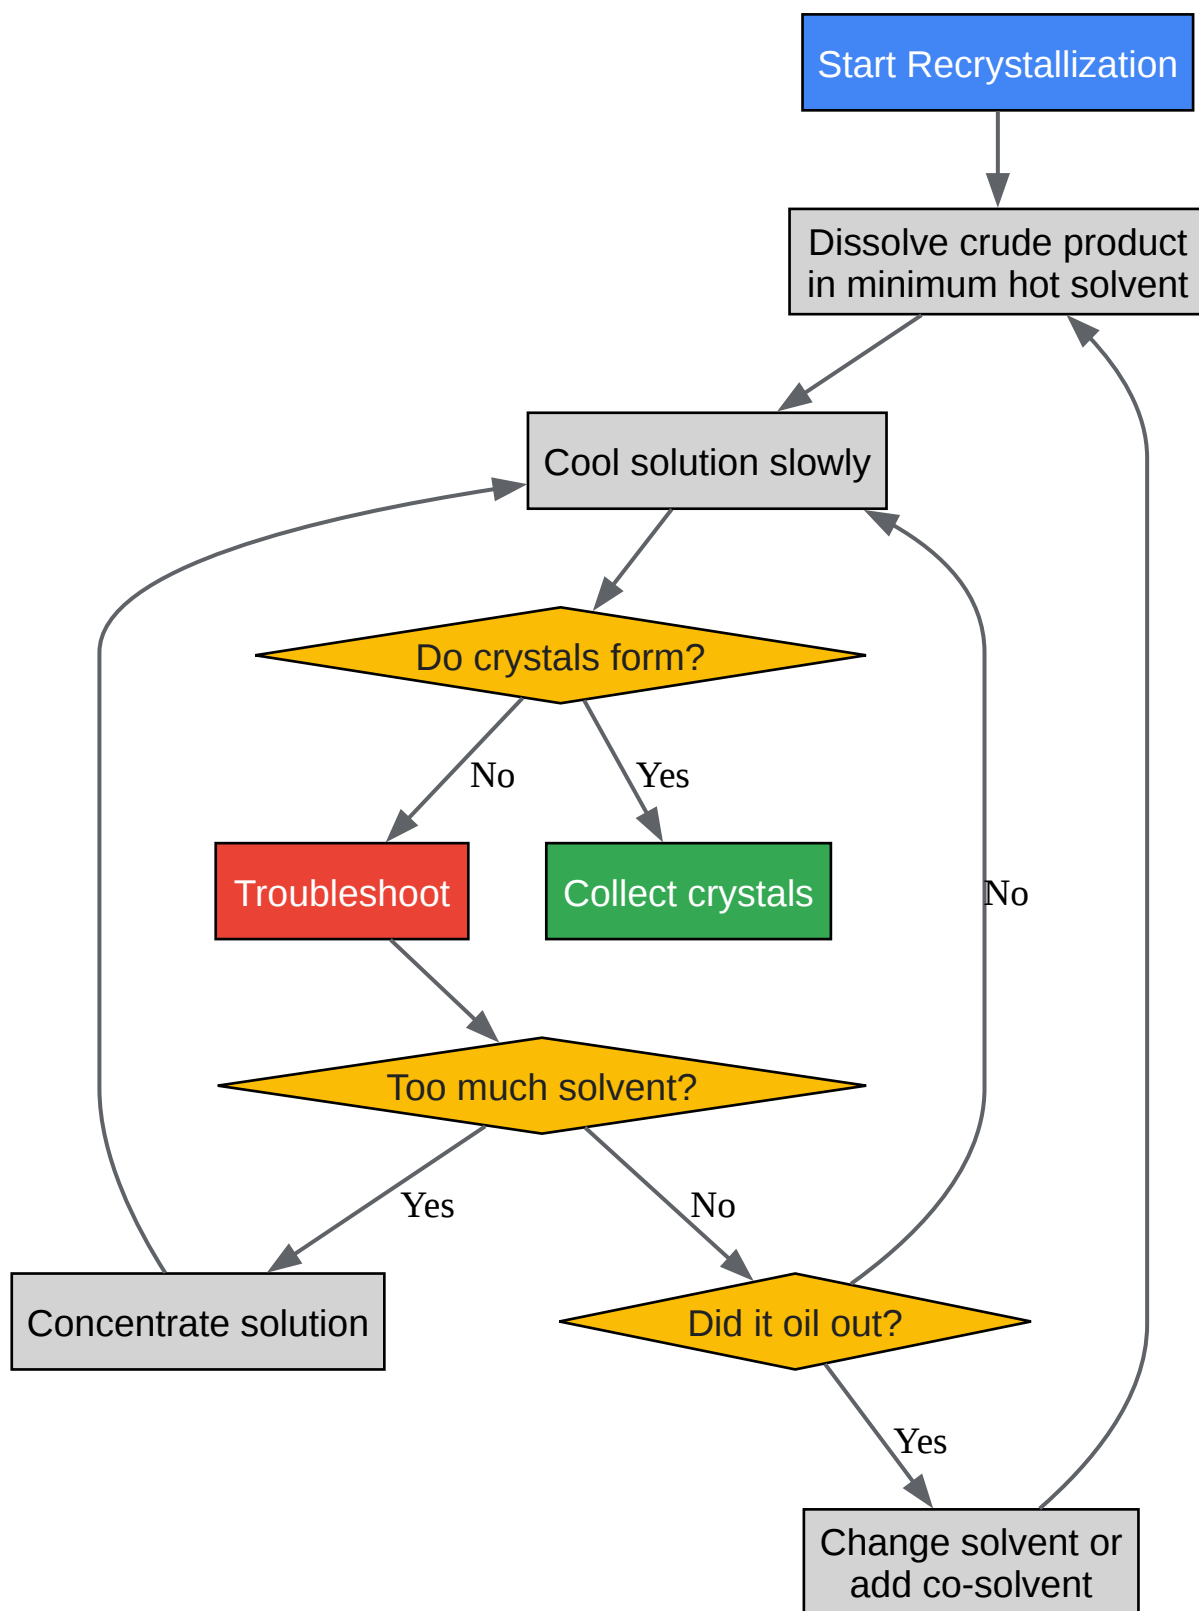 Start Recrystallization
Dissolve crude product
in minimum hot solvent
Cool solution slowly
Do crystals form?
No
Yes
Troubleshoot
Collect crystals
No
Too much solvent?
Yes
No
Concentrate solution
Did it oil out?
Yes
Change solvent or
add co-solvent